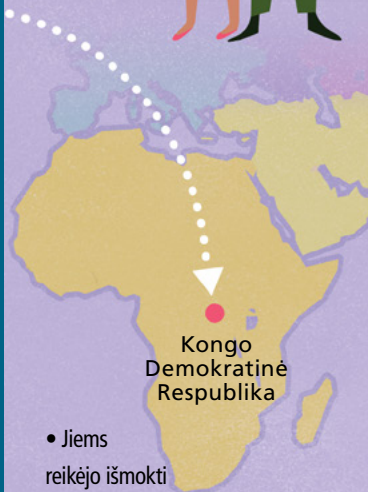 Kongo
Demokratinė
Respublika
• Jiems
reikėjo išmokti